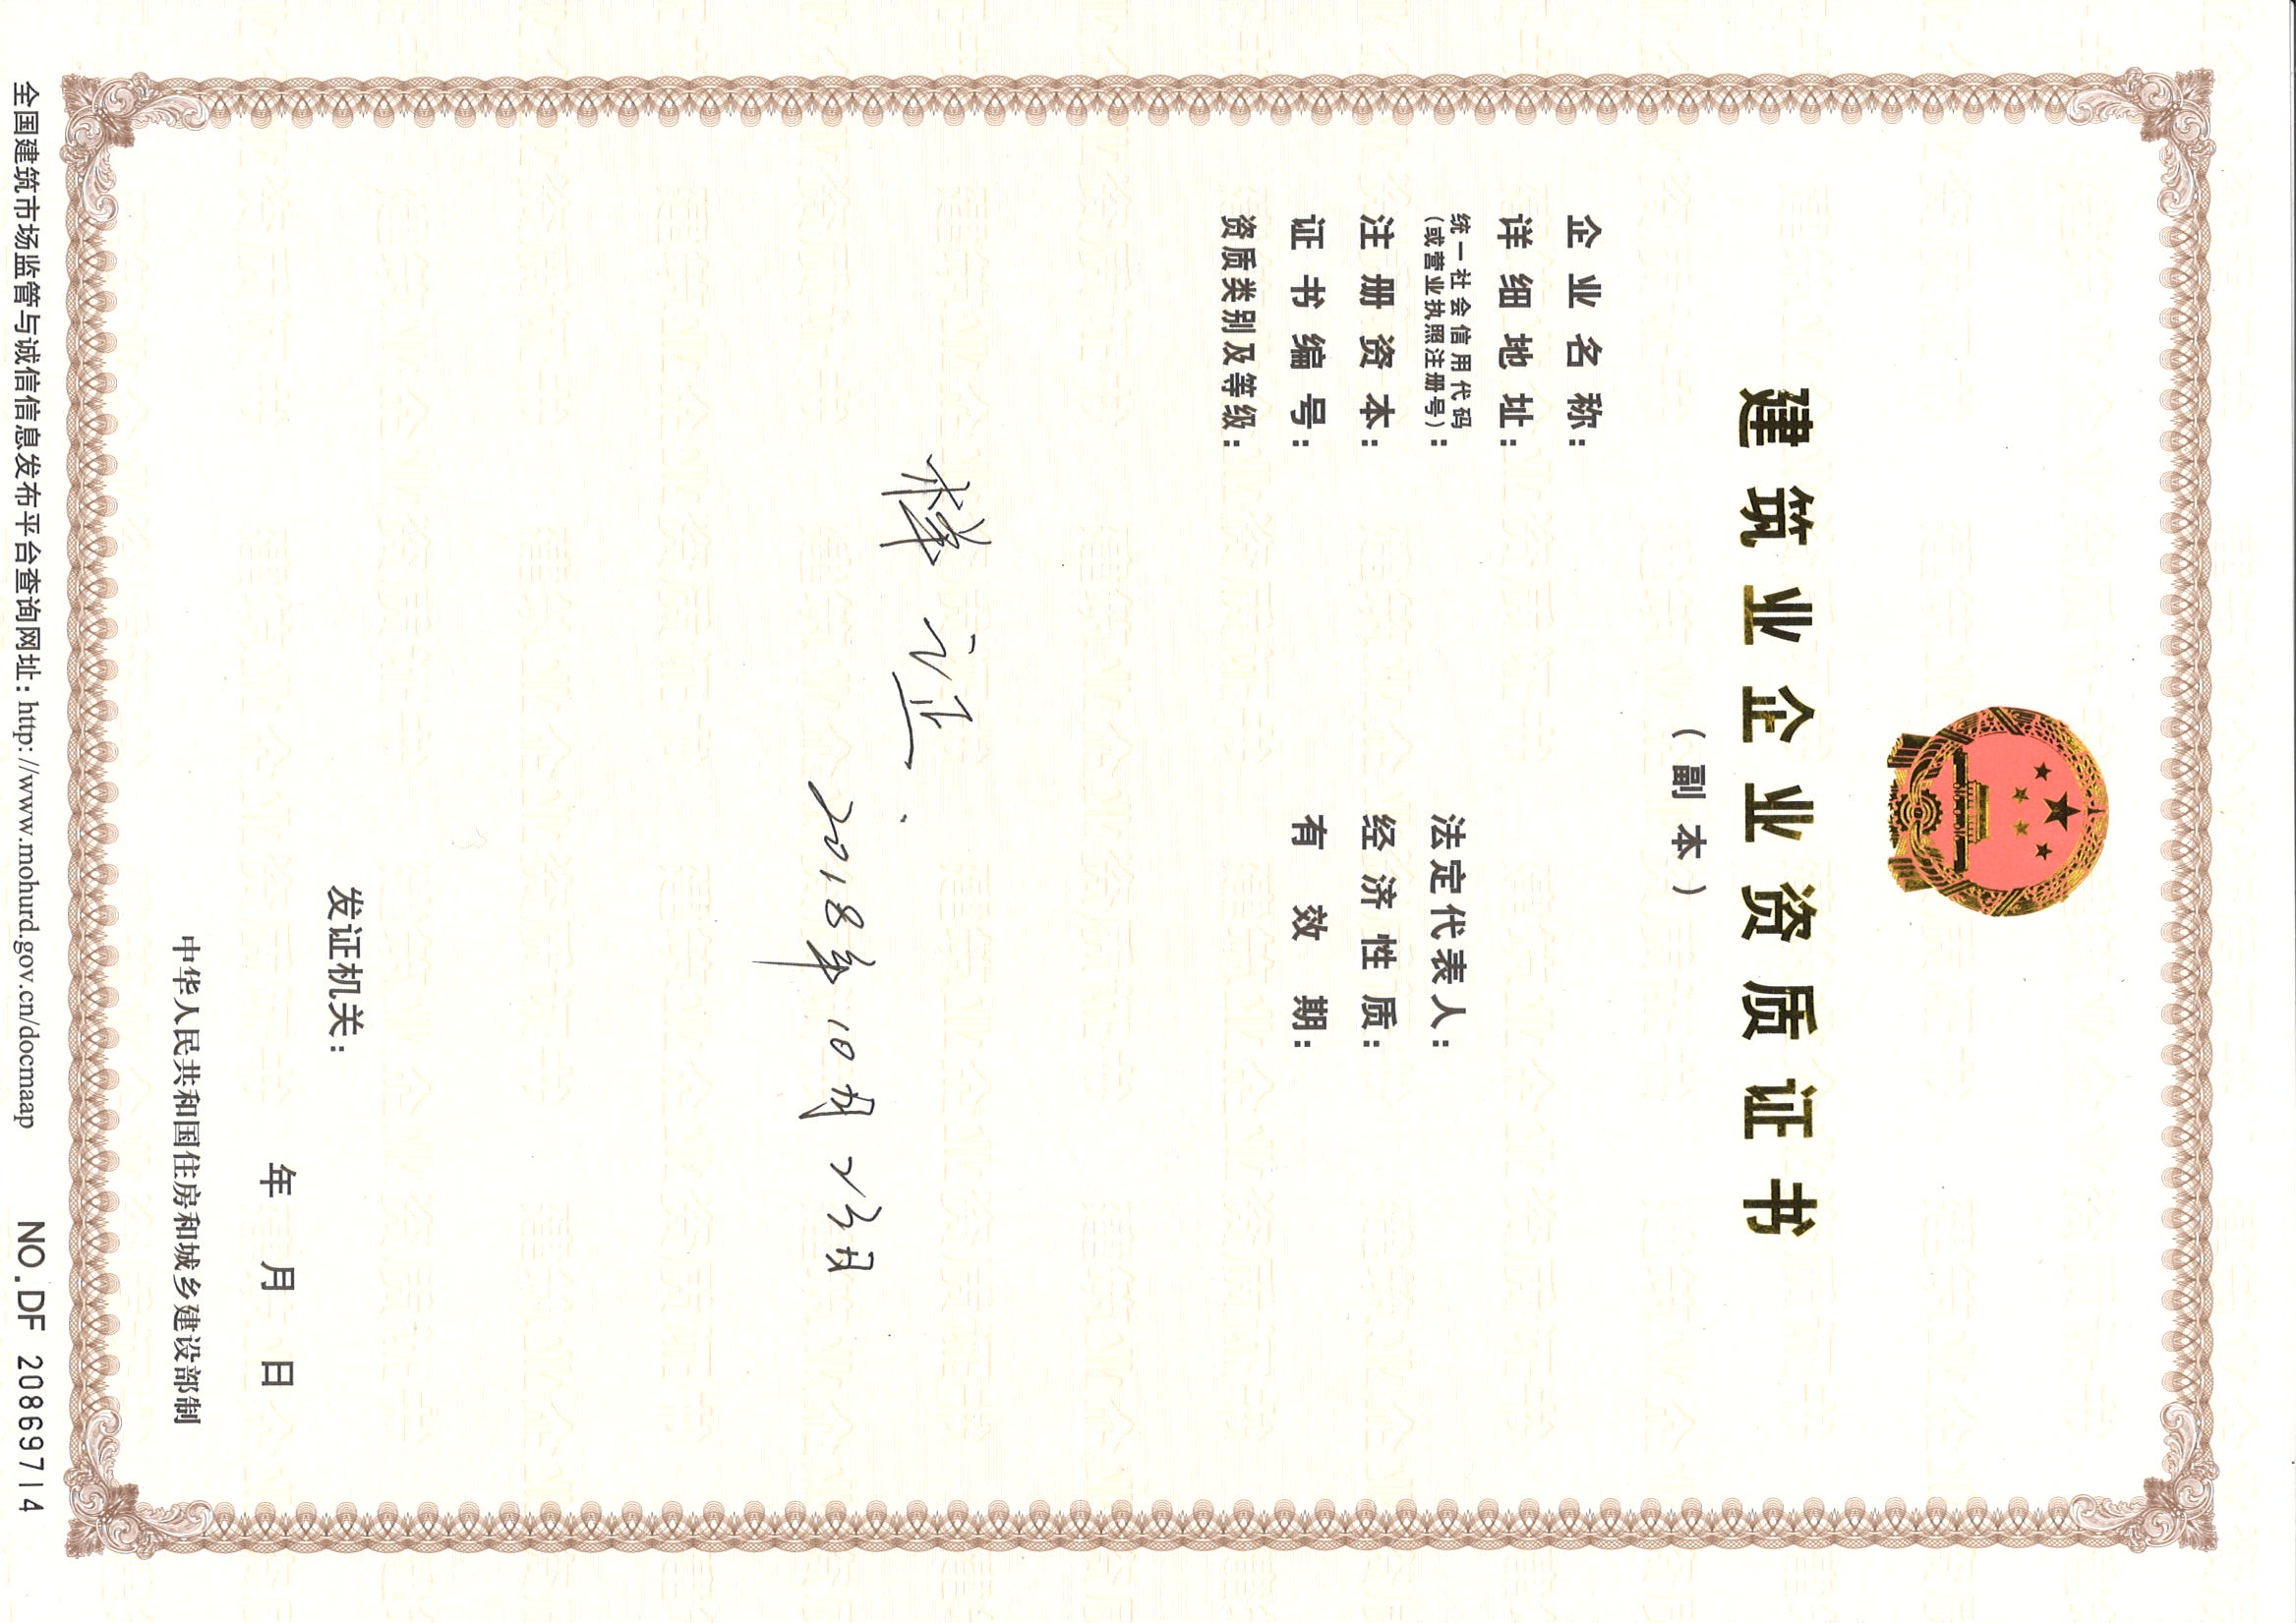 建筑业企业资质证书
（副本）
企业名称：
详细地址：
统一社会信用代码
(或营业执照注册号)：
法定代表人：
注册资本：
经济性质：
证书编号：
有效期：
资质类别及等级：
样证.
2018年10月23日
发证机关：
年 月 日
中华人民共和国住房和城乡建设部制
全国建筑市场监管与诚信信息发布平台查询网址：http://www.mohurd.gov.cn/docmaap
NO.DF 20869714